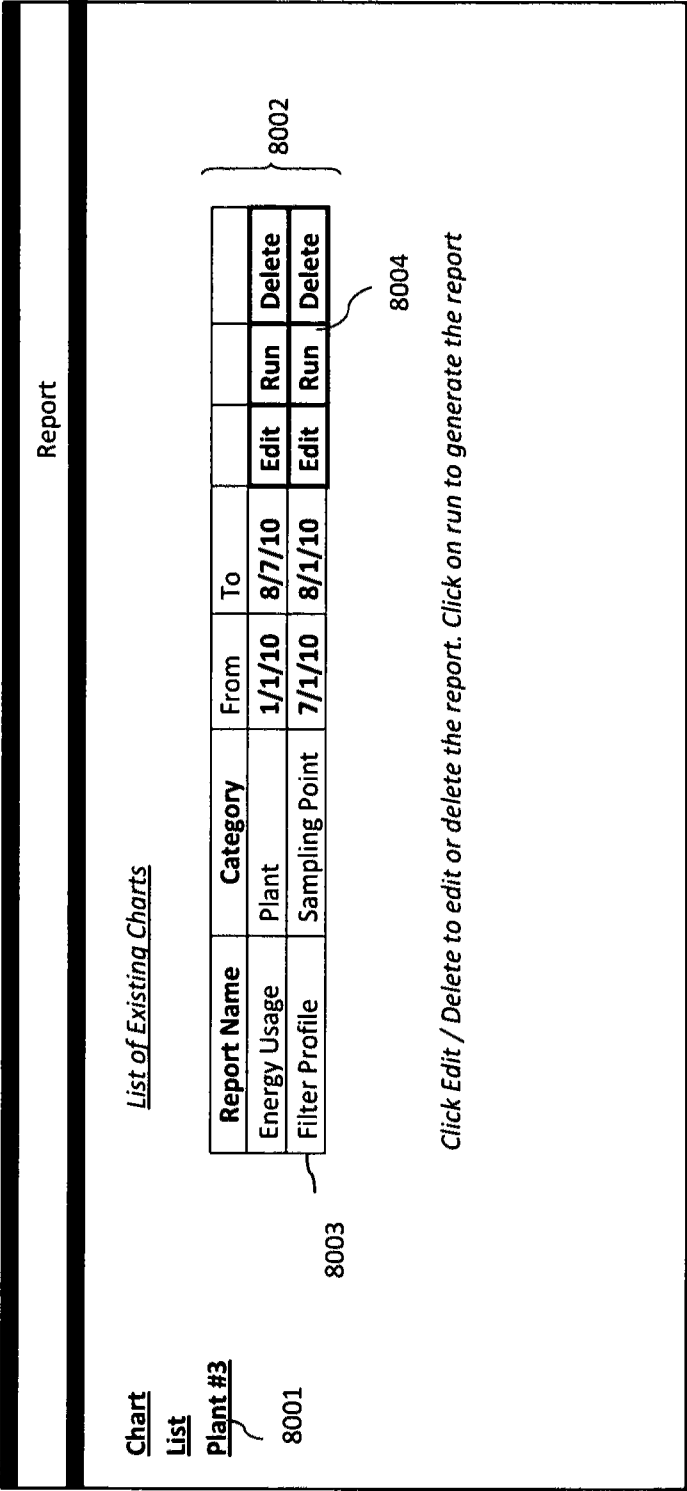 Report
Chart
List
Plant #3
8001
List of Existing Charts
Report Name Category From To
Energy Usage Plant 1/1/10 8/7/10 Edit Run Delete
Filter Profile Sampling Point 7/1/10 8/1/10 Edit Run Delete
8002
8003
8004
Click Edit / Delete to edit or delete the report. Click on run to generate the report